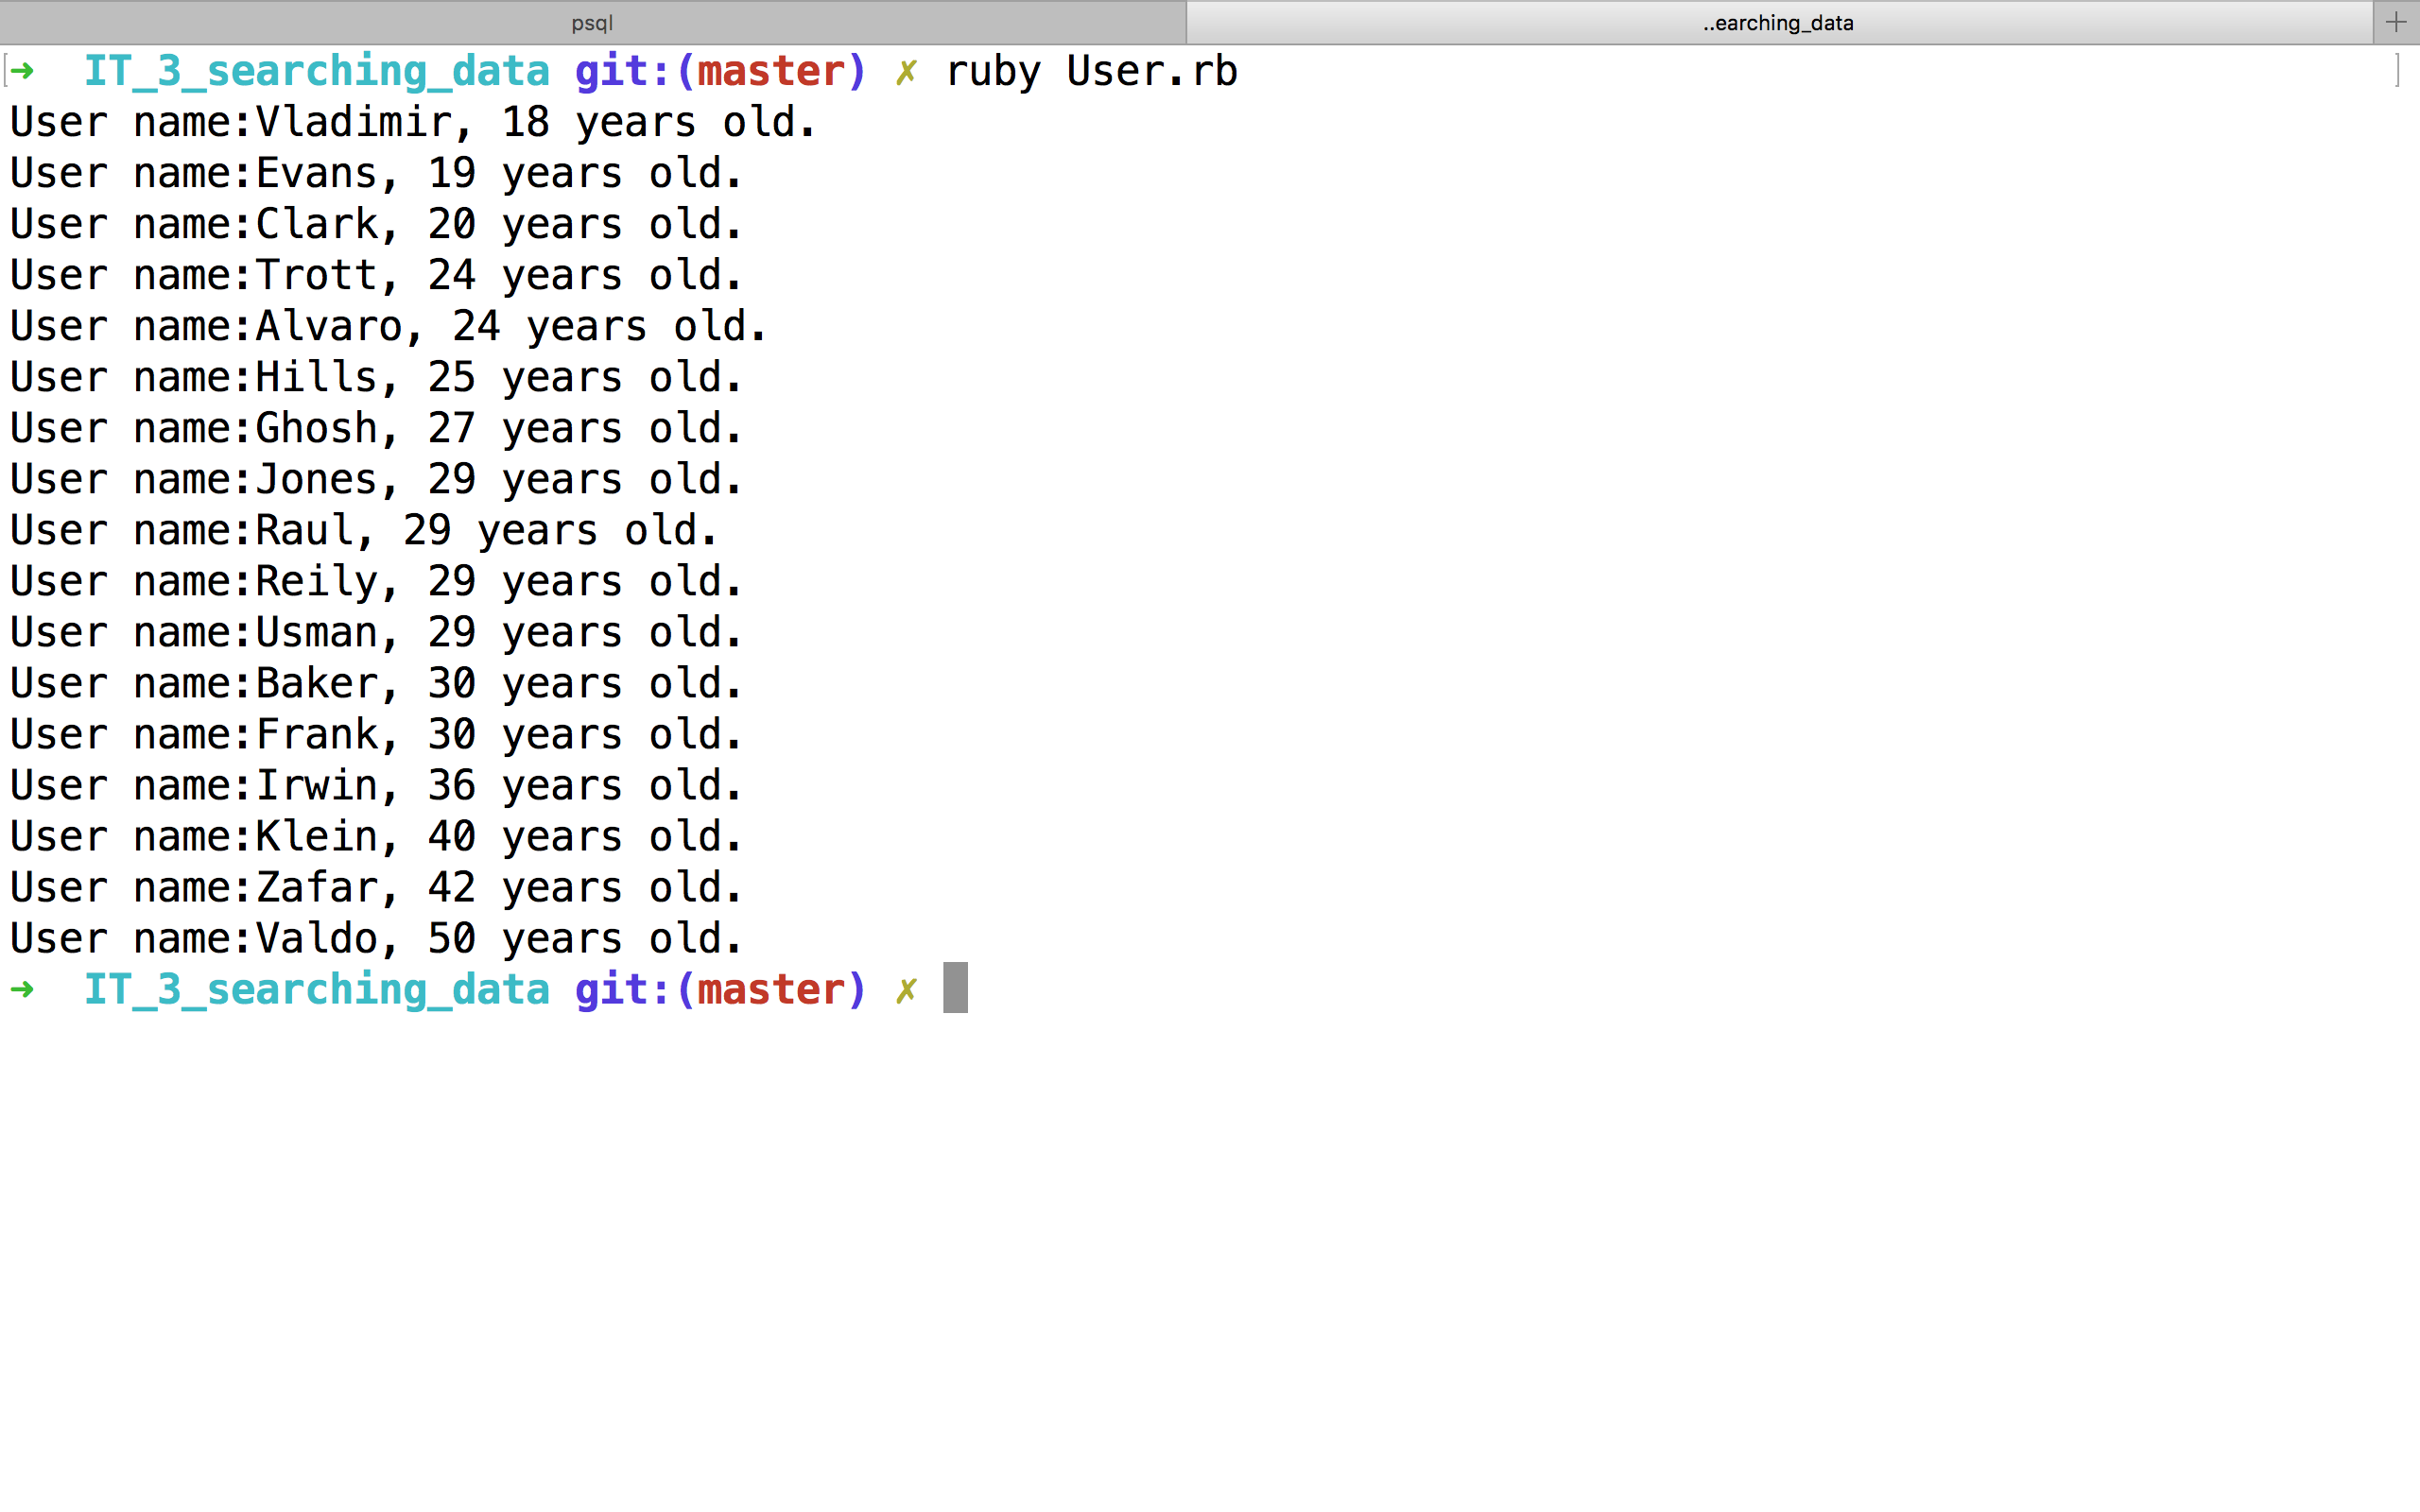 psql
..earching_data
➜  IT_3_searching_data git:(master) ✗ ruby User.rb
User name:Vladimir, 18 years old.
User name:Evans, 19 years old.
User name:Clark, 20 years old.
User name:Trott, 24 years old.
User name:Alvaro, 24 years old.
User name:Hills, 25 years old.
User name:Ghosh, 27 years old.
User name:Jones, 29 years old.
User name:Raul, 29 years old.
User name:Reily, 29 years old.
User name:Usman, 29 years old.
User name:Baker, 30 years old.
User name:Frank, 30 years old.
User name:Irwin, 36 years old.
User name:Klein, 40 years old.
User name:Zafar, 42 years old.
User name:Valdo, 50 years old.
➜  IT_3_searching_data git:(master) ✗